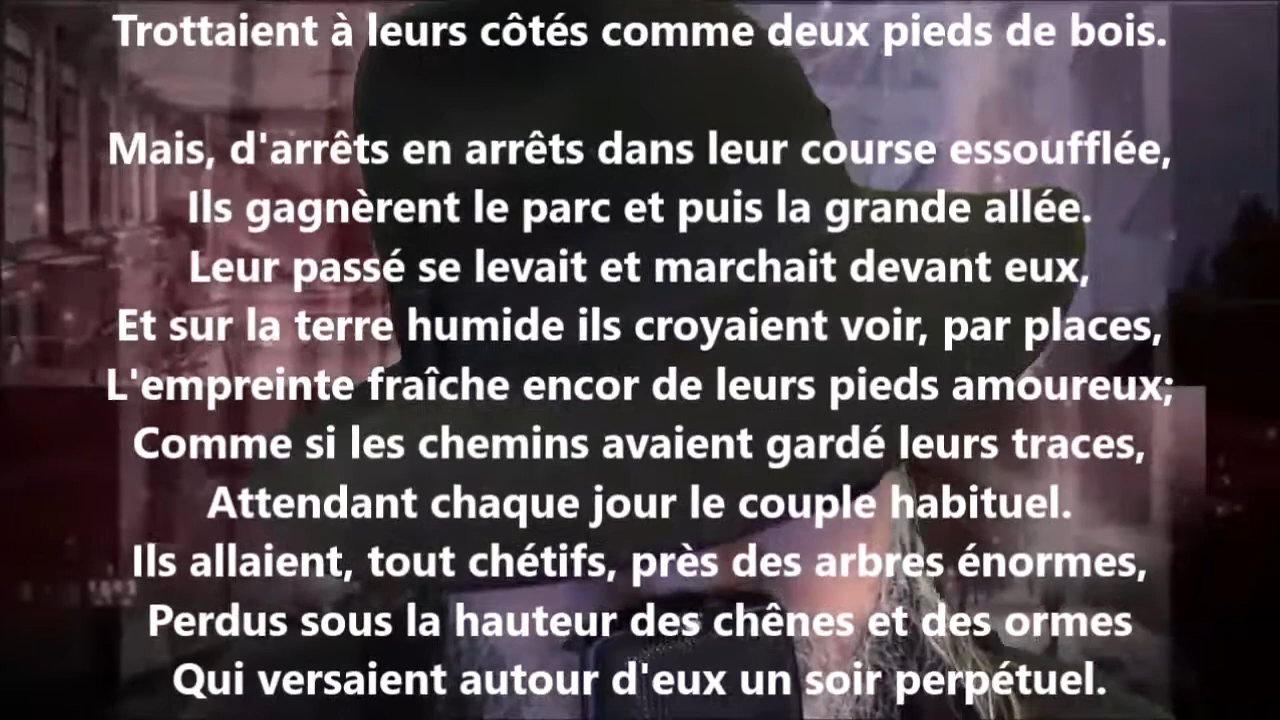 Trottaient à leurs côtés comme deux pieds de bois.
Mais, d'arrêts en arrêts dans leur course essoufflée,
Ils gagnèrent le parc et puis la grande allée.
Leur passé se levait et marchait devant eux,
Et sur la terre humide ils croyaient voir, par places,
L'empreinte fraîche encor de leurs pieds amoureux;
Comme si les chemins avaient gardé leurs traces,
Attendant chaque jour le couple habituel.
Ils allaient, tout chétifs, près des arbres énormes,
Perdus sous la hauteur des chênes et des ormes
Qui versaient autour d'eux un soir perpétuel.